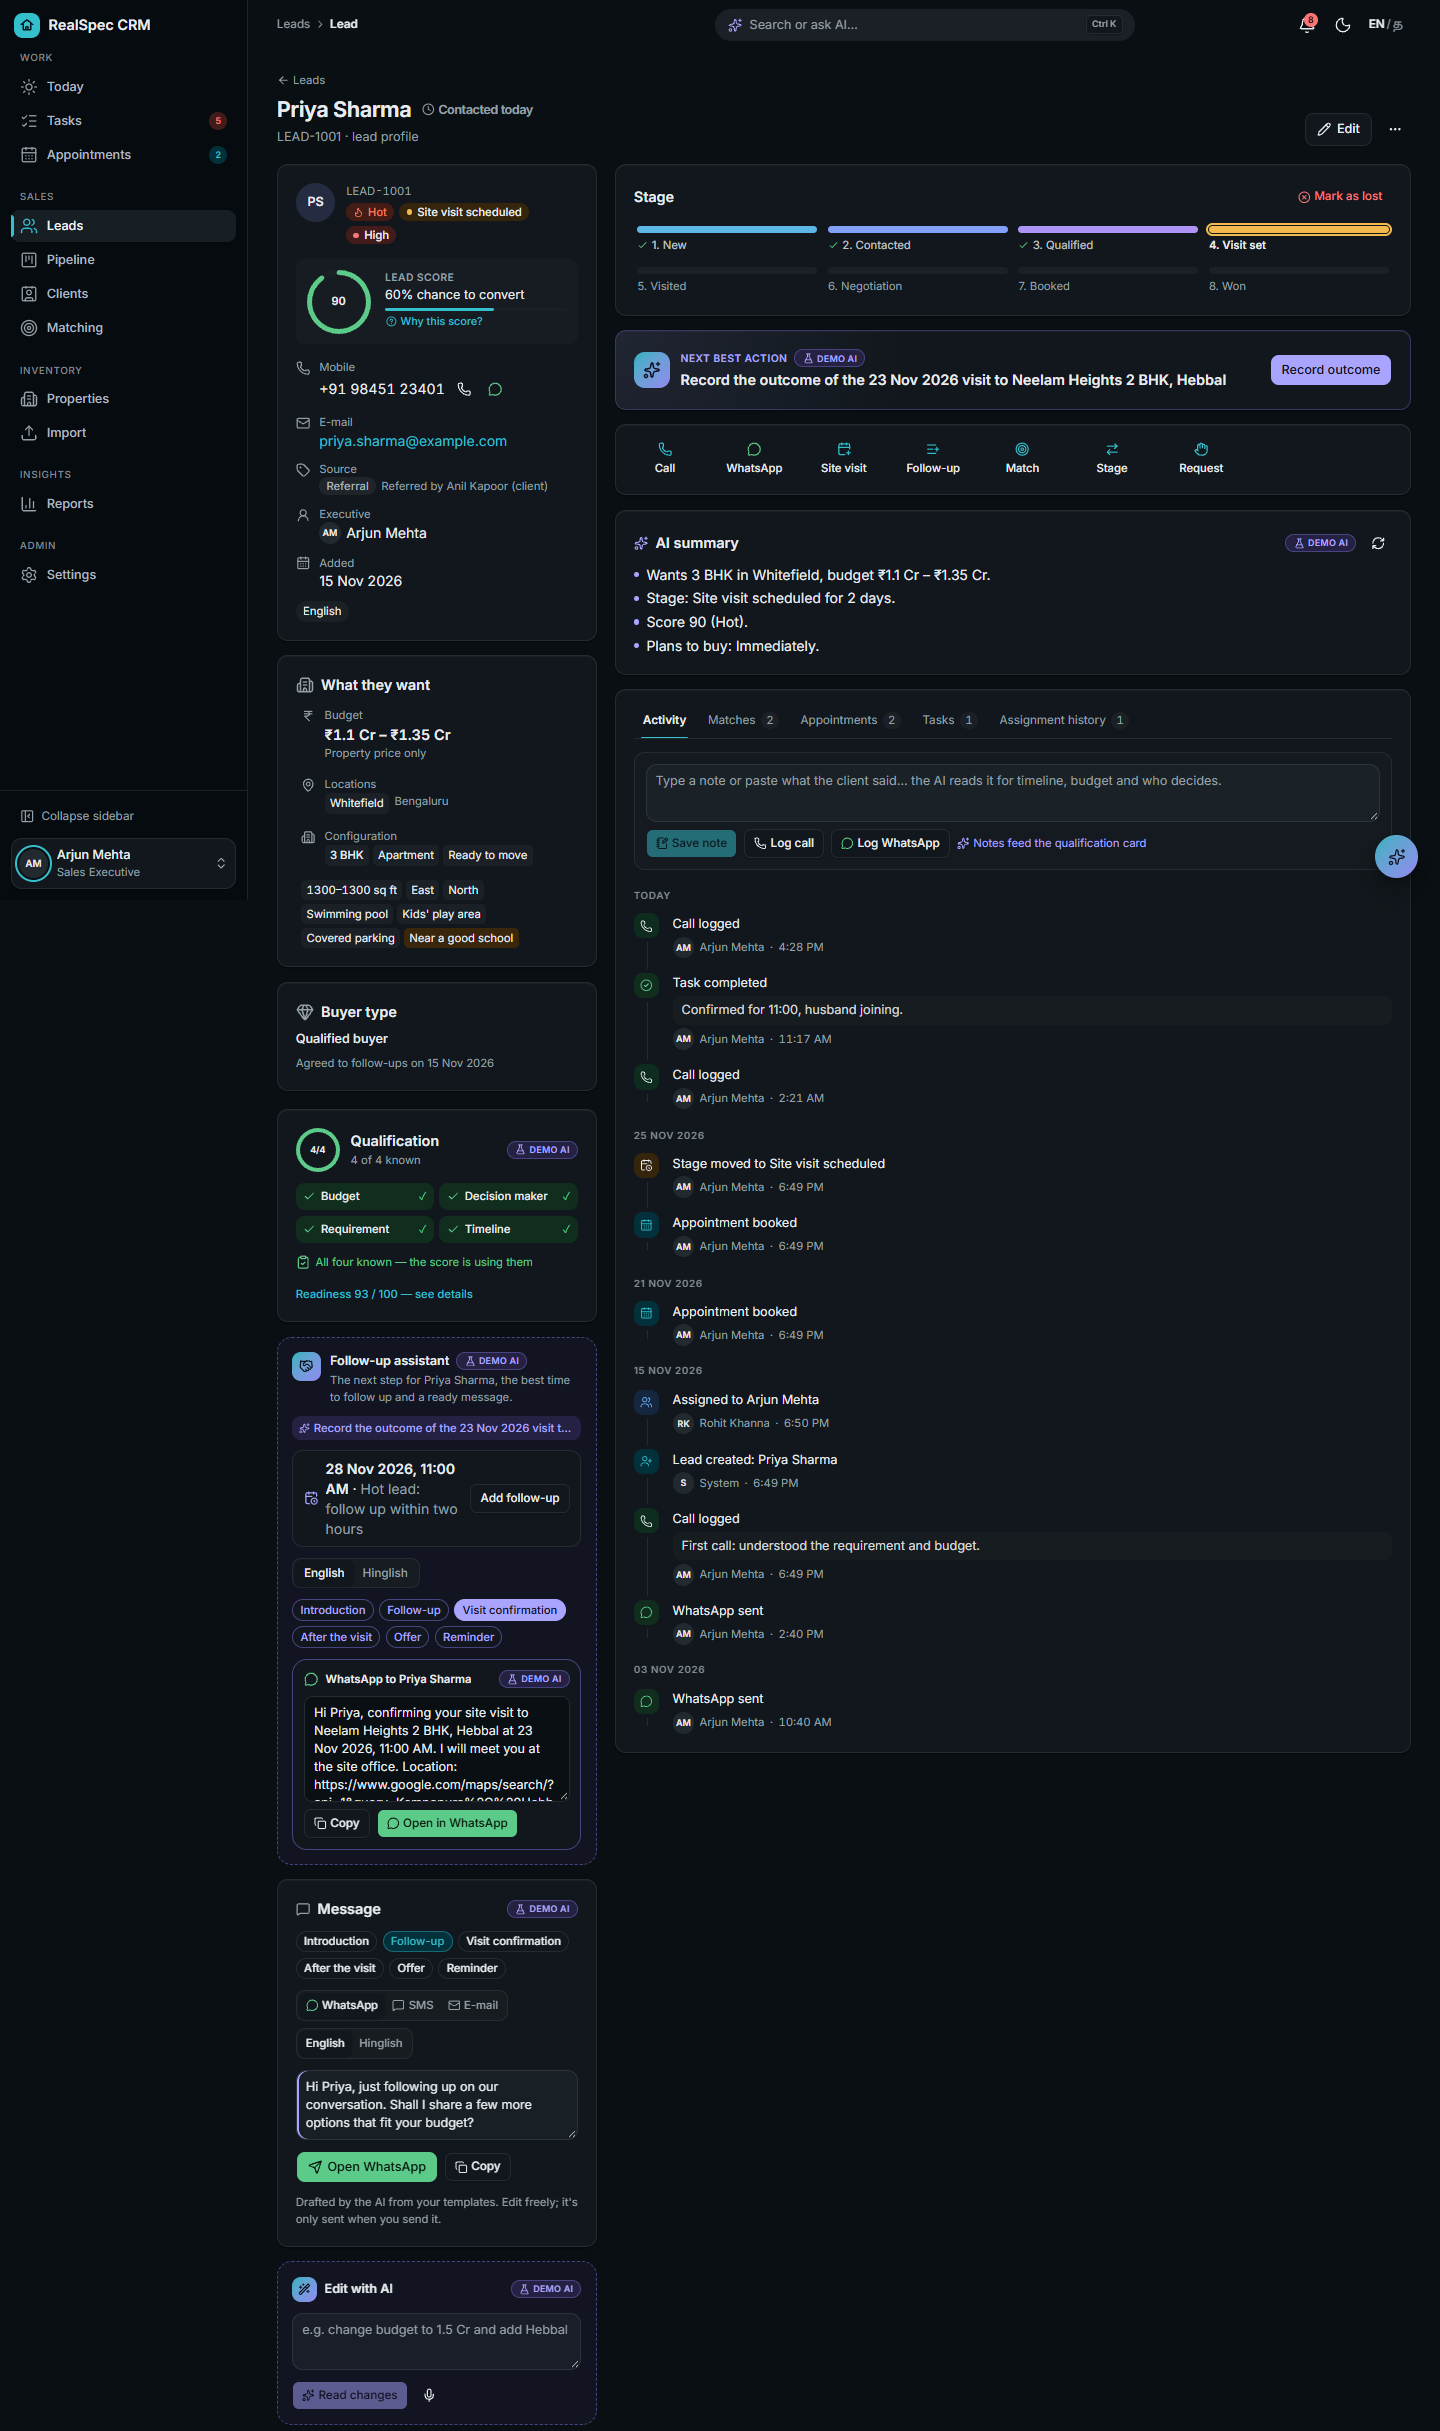 RealSpec CRM
WORK
Today
Tasks 5
Appointments 2
SALES
Leads
Pipeline
Clients
Matching
INVENTORY
Properties
Import
INSIGHTS
Reports
ADMIN
Settings
Collapse sidebar
AM Arjun Mehta
Sales Executive
Leads > Lead
Search or ask AI... Ctrl K
8
EN / த
← Leads
Priya Sharma Contacted today
LEAD-1001 · lead profile
Edit
PS LEAD-1001
Hot Site visit scheduled
High
90 LEAD SCORE
60% chance to convert
Why this score?
Mobile
+91 98451 23401
E-mail
priya.sharma@example.com
Source
Referral Referred by Anil Kapoor (client)
Executive
AM Arjun Mehta
Added
15 Nov 2026
English
What they want
Budget
₹1.1 Cr – ₹1.35 Cr
Property price only
Locations
Whitefield Bengaluru
Configuration
3 BHK Apartment Ready to move
1300–1300 sq ft East North
Swimming pool Kids' play area
Covered parking Near a good school
Buyer type
Qualified buyer
Agreed to follow-ups on 15 Nov 2026
4/4 Qualification DEMO AI
4 of 4 known
✓ Budget ✓ ✓ Decision maker ✓
✓ Requirement ✓ ✓ Timeline ✓
All four known — the score is using them
Readiness 93 / 100 — see details
Follow-up assistant DEMO AI
The next step for Priya Sharma, the best time
to follow up and a ready message.
Record the outcome of the 23 Nov 2026 visit t...
28 Nov 2026, 11:00
AM · Hot lead:
follow up within two
hours
Add follow-up
English Hinglish
Introduction Follow-up Visit confirmation
After the visit Offer Reminder
WhatsApp to Priya Sharma DEMO AI
Hi Priya, confirming your site visit to
Neelam Heights 2 BHK, Hebbal at 23
Nov 2026, 11:00 AM. I will meet you at
the site office. Location:
https://www.google.com/maps/search/?
Copy Open in WhatsApp
Message DEMO AI
Introduction Follow-up Visit confirmation
After the visit Offer Reminder
WhatsApp SMS E-mail
English Hinglish
Hi Priya, just following up on our
conversation. Shall I share a few more
options that fit your budget?
Open WhatsApp Copy
Drafted by the AI from your templates. Edit freely; it's
only sent when you send it.
Edit with AI DEMO AI
e.g. change budget to 1.5 Cr and add Hebbal
Read changes
Stage Mark as lost
✓ 1. New ✓ 2. Contacted ✓ 3. Qualified 4. Visit set
5. Visited 6. Negotiation 7. Booked 8. Won
NEXT BEST ACTION DEMO AI
Record the outcome of the 23 Nov 2026 visit to Neelam Heights 2 BHK, Hebbal
Record outcome
Call WhatsApp Site visit Follow-up Match Stage Request
AI summary DEMO AI
• Wants 3 BHK in Whitefield, budget ₹1.1 Cr – ₹1.35 Cr.
• Stage: Site visit scheduled for 2 days.
• Score 90 (Hot).
• Plans to buy: Immediately.
Activity Matches 2 Appointments 2 Tasks 1 Assignment history 1
Type a note or paste what the client said... the AI reads it for timeline, budget and who decides.
Save note Log call Log WhatsApp Notes feed the qualification card
TODAY
Call logged
AM Arjun Mehta · 4:28 PM
Task completed
Confirmed for 11:00, husband joining.
AM Arjun Mehta · 11:17 AM
Call logged
AM Arjun Mehta · 2:21 AM
25 NOV 2026
Stage moved to Site visit scheduled
AM Arjun Mehta · 6:49 PM
Appointment booked
AM Arjun Mehta · 6:49 PM
21 NOV 2026
Appointment booked
AM Arjun Mehta · 6:49 PM
15 NOV 2026
Assigned to Arjun Mehta
RK Rohit Khanna · 6:50 PM
Lead created: Priya Sharma
S System · 6:49 PM
Call logged
First call: understood the requirement and budget.
AM Arjun Mehta · 6:49 PM
WhatsApp sent
AM Arjun Mehta · 2:40 PM
03 NOV 2026
WhatsApp sent
AM Arjun Mehta · 10:40 AM